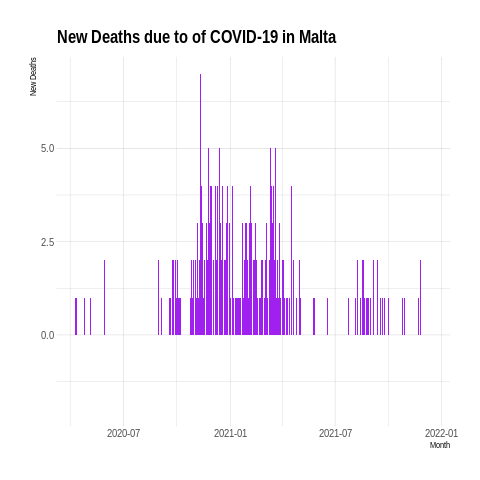 New Deaths due to of COVID-19 in Malta
New Deaths
5.0
2.5
0.0
2020-07
2021-01
2021-07
2022-01
Month